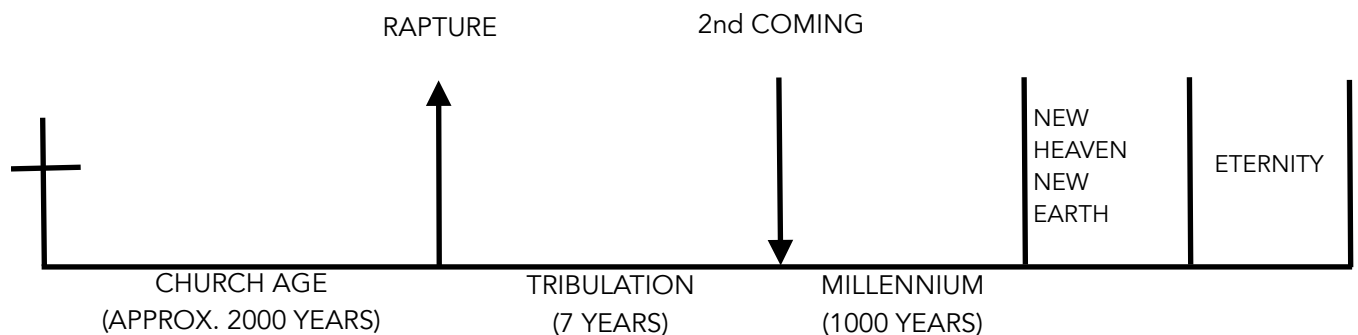 RAPTURE
2nd COMING
NEW
HEAVEN
NEW
EARTH
ETERNITY
CHURCH AGE
(APPROX. 2000 YEARS)
TRIBULATION
(7 YEARS)
MILLENNIUM
(1000 YEARS)